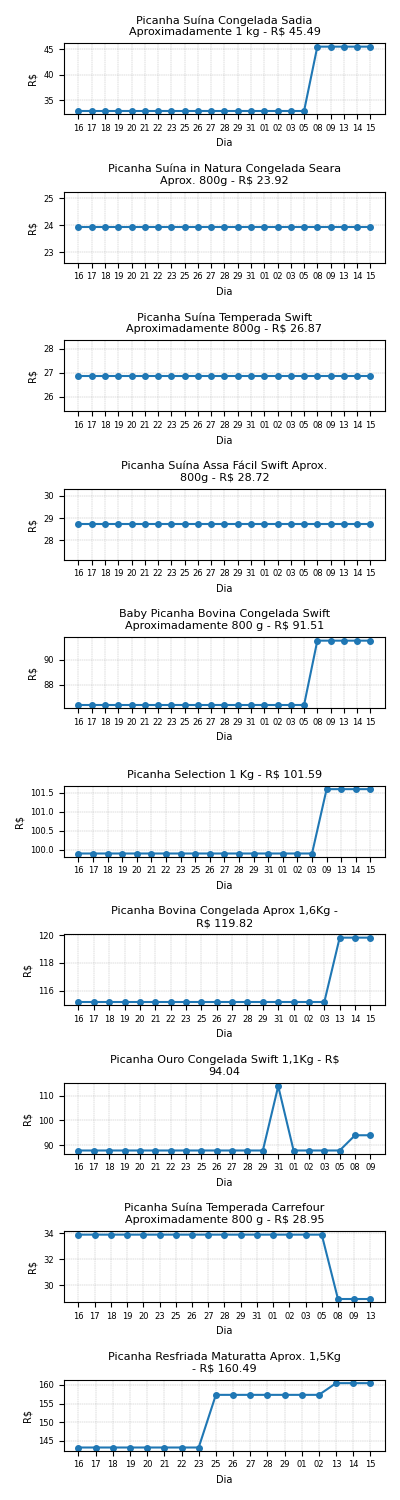 Picanha Suína Congelada Sadia
Aproximadamente 1 kg - R$ 45.49
45
40
35
R$
16 17 18 19 20 21 22 23 25 26 27 28 29 31 01 02 03 05 08 09 13 14 15
Dia
Picanha Suína in Natura Congelada Seara
Aprox. 800g - R$ 23.92
25
24
23
R$
16 17 18 19 20 21 22 23 25 26 27 28 29 31 01 02 03 05 08 09 13 14 15
Dia
Picanha Suína Temperada Swift
Aproximadamente 800g - R$ 26.87
28
27
26
R$
16 17 18 19 20 21 22 23 25 26 27 28 29 31 01 02 03 05 08 09 13 14 15
Dia
Picanha Suína Assa Fácil Swift Aprox.
800g - R$ 28.72
30
29
28
R$
16 17 18 19 20 21 22 23 25 26 27 28 29 31 01 02 03 05 08 09 13 14 15
Dia
Baby Picanha Bovina Congelada Swift
Aproximadamente 800 g - R$ 91.51
90
88
R$
16 17 18 19 20 21 22 23 25 26 27 28 29 31 01 02 03 05 08 09 13 14 15
Dia
Picanha Selection 1 Kg - R$ 101.59
101.5
101.0
100.5
100.0
R$
16 17 18 19 20 21 22 23 25 26 27 28 29 31 01 02 03 09 13 14 15
Dia
Picanha Bovina Congelada Aprox 1,6Kg -
R$ 119.82
120
118
116
R$
16 17 18 19 20 21 22 23 25 26 27 28 29 31 01 02 03 13 14 15
Dia
Picanha Ouro Congelada Swift 1,1Kg - R$
94.04
110
100
90
R$
16 17 18 19 20 21 22 23 25 26 27 28 29 31 01 02 03 05 08 09
Dia
Picanha Suína Temperada Carrefour
Aproximadamente 800 g - R$ 28.95
34
32
30
R$
16 17 18 19 20 21 23 25 26 27 28 29 31 01 02 03 05 08 09 13
Dia
Picanha Resfriada Maturatta Aprox. 1,5Kg
- R$ 160.49
160
155
150
145
R$
16 17 18 19 20 21 22 23 25 26 27 28 29 01 02 13 14 15
Dia